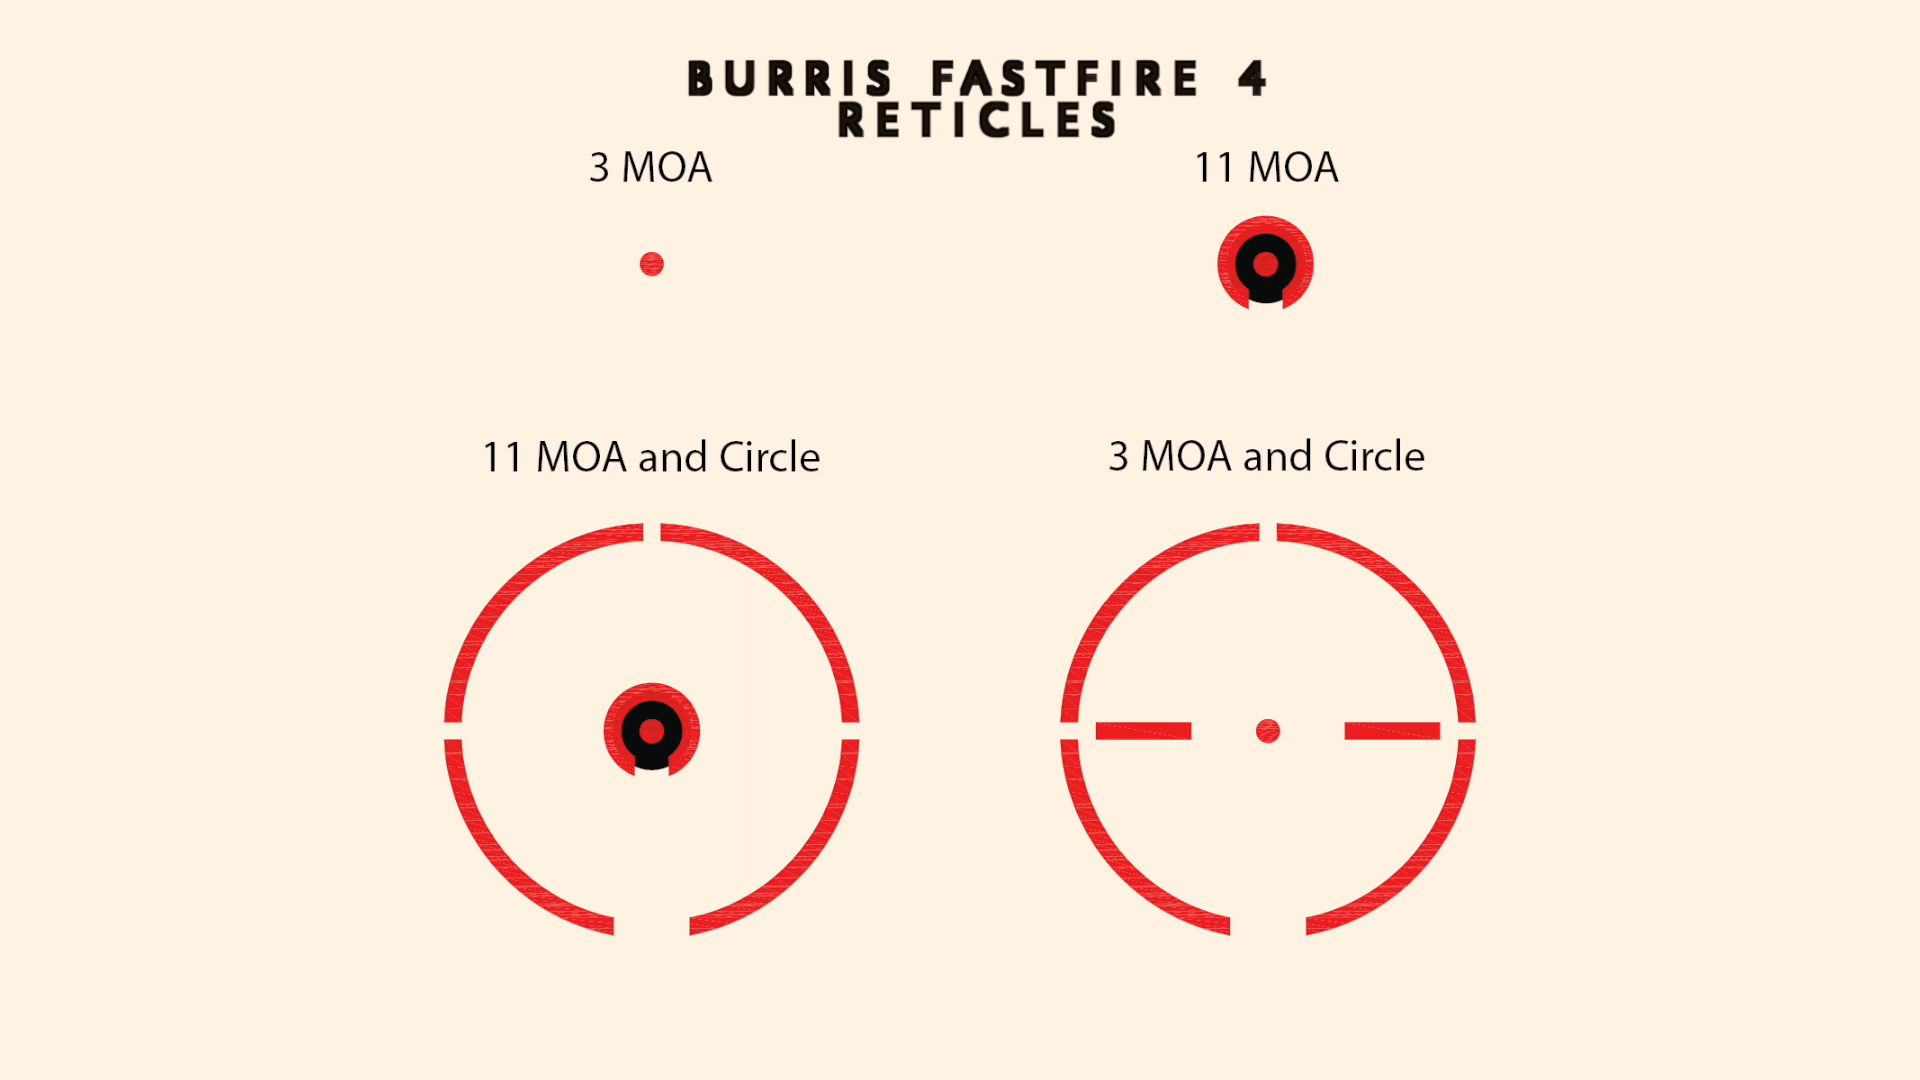 BURRIS FASTFIRE 4
RETICLES
3 MOA
11 MOA
11 MOA and Circle
3 MOA and Circle